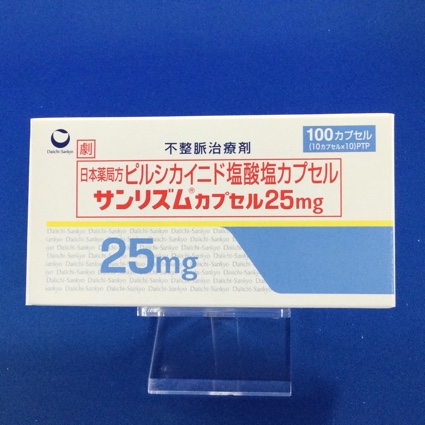 Daiichi-Sankyo
劇
不整脈治療剤
100カプセル
(10カプセル×10)PTP
日本薬局方ピルシカイニド塩酸塩カプセル
サンリズム®カプセル25mg
25mg